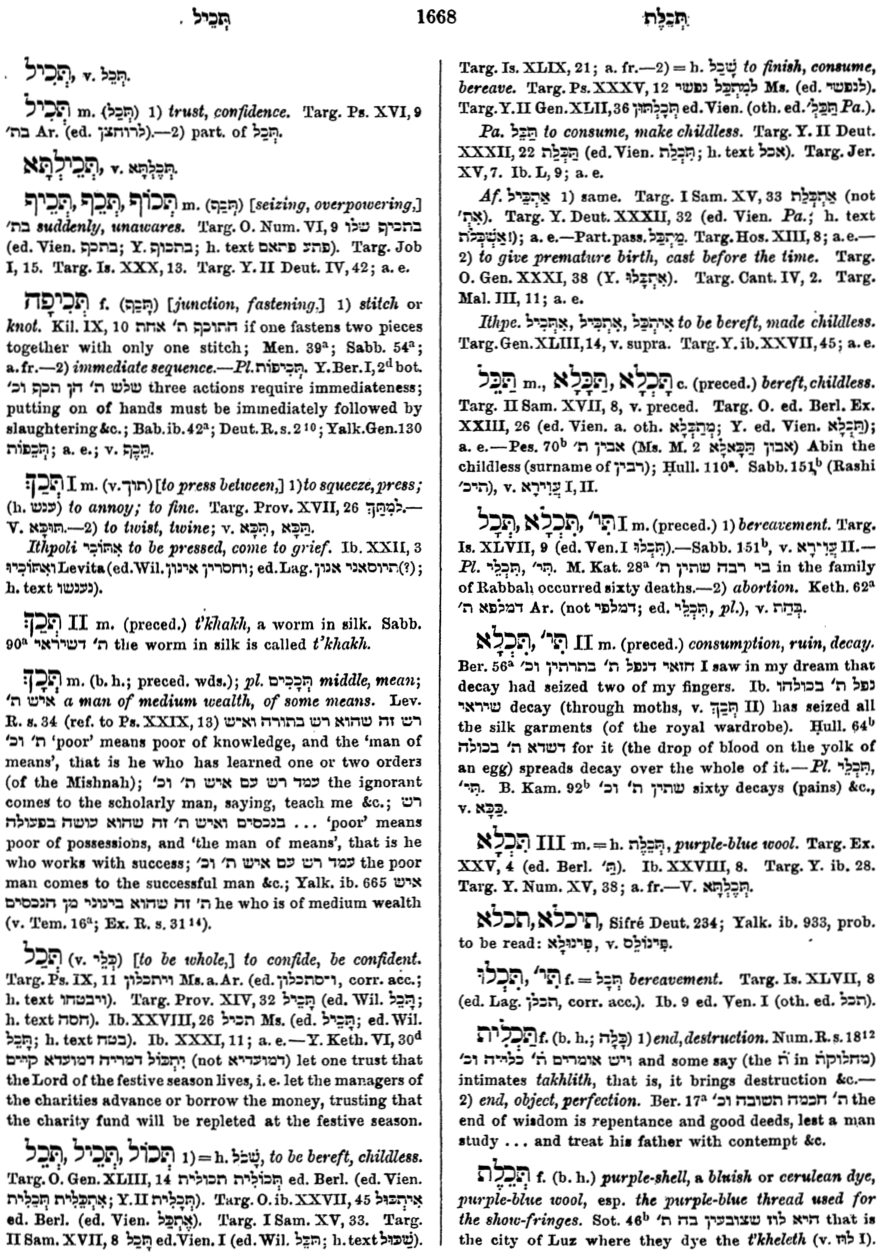 תְּכֵיל .
1668
תְּכֵלֶת
תְּכִיל, v. תְּכֵל.
תְּכִיל m. (תְּכַל) 1) trust, confidence. Targ. Ps. XVI, 9
בת' Ar. (ed. לרוחצן).—2) part. of תְּכַל.
תְּכִילְתָּא, תְּכֵי', v. תְּכֶלְתָּא.
תְּכוֹף, תְּכֵף, תְּכֵיף m. (תְּכַף) [seizing, overpowering,]
בת' suddenly, unawares. Targ. O. Num. VI, 9 בתכיף שלו
(ed. Vien. בתכוף; Y. בתכף; h. text פתע פתאם). Targ. Job
I, 15. Targ. Is. XXX, 13. Targ. Y. II Deut. IV, 42; a. e.
תְּכִיפָה f. (תָּכַף) [junction, fastening,] 1) stitch or
knot. Kil. IX, 10 התוכף ת' אחת if one fastens two pieces
together with only one stitch; Men. 39ᵃ; Sabb. 54ᵃ;
a. fr.—2) immediate sequence.—Pl. תְּכִיפוֹת. Y. Ber. I, 2ᵈ bot.
שלש ת' הן תכף וכ' three actions require immediateness;
putting on of hands must be immediately followed by
slaughtering &c.; Bab. ib. 42ᵃ; Deut. R. s. 2¹⁰; Yalk. Gen. 130
תְּכֵפוֹת; a. e.; v. תָּכַף.
תְּכַךְ I m. (v. תוך) [to press between,] 1) to squeeze, press;
(h. ענש) to annoy; to fine. Targ. Prov. XVII, 26 לְמִתַּךְ.—
V. תּוּכָא.—2) to twist, twine; v. תִּכָּא, תְּכָא.
Ithpoli אִתּוֹכִי to be pressed, come to grief. Ib. XXII, 3
וְאִתּוֹכִיוּ Levita (ed. Wil. וחסרין אינון; ed. Lag. היוסאני אנון (?);
h. text נענשו).
תְּכַךְ II m. (preced.) t'khakh, a worm in silk. Sabb.
90ᵃ ת' דשיראי the worm in silk is called t'khakh.
תָּכָךְ m. (b. h.; preced. wds.); pl. תְּכָכִים middle, mean;
איש ת' a man of medium wealth, of some means. Lev.
R. s. 34 (ref. to Ps. XXIX, 13) רש זה שהוא רש בתורה ואיש
ת' וכ' 'poor' means poor of knowledge, and the 'man of
means', that is he who has learned one or two orders
(of the Mishnah); עמד רש עם איש ת' וכ' the ignorant
comes to the scholarly man, saying, teach me &c.; רש
בנכסים ואיש ת' זה שהוא עושה בפעולה ... 'poor' means
poor of possessions, and 'the man of means', that is he
who works with success; עמד רש עם איש ת' וכ' the poor
man comes to the successful man &c.; Yalk. ib. 665 איש
ת' זה שהוא בינוני מן הנכסים he who is of medium wealth
(v. Tem. 16ᵃ; Ex. R. s. 31¹⁴).
תְּכַל (v. כְּלִי) [to be whole,] to confide, be confident.
Targ. Ps. IX, 11 ויתכלון Ms. a. Ar. (ed. ו־סתכלון, corr. acc.;
h. text ויבטחו). Targ. Prov. XIV, 32 תָּכֵיל (ed. Wil. תָּכֵל;
h. text חסה). Ib. XXVIII, 26 תכיל Ms. (ed. תָּכֵיל; ed. Wil.
תָּכֵל; h. text בטח). Ib. XXXI, 11; a. e.—Y. Keth. VI, 30ᵈ
יִתְכּוֹל דמריה דמועדא קיים (not דמועדיא) let one trust that
the Lord of the festive season lives, i. e. let the managers of
the charities advance or borrow the money, trusting that
the charity fund will be repleted at the festive season.
תְּכוֹל, תְּכֵיל, תְּכֵל 1) = h. שָׁכֹל, to be bereft, childless.
Targ. O. Gen. XLIII, 14 תְּכוֹלִית תכולית ed. Berl. (ed. Vien.
תְּכֵלִית; Y. II אִתְכְּלִית תְּכֵלִית). Targ. O. ib. XXVII, 45 אִיתְכּוֹל
ed. Berl. (ed. Vien. אֶתְכֵּל). Targ. I Sam. XV, 33. Targ.
II Sam. XVII, 8 תָּכֵל ed. Vien. I (ed. Wil. תכל; h. text שַׁכּוּל).
Targ. Is. XLIX, 21; a. fr.—2) = h. שָׁכֹל to finish, consume,
bereave. Targ. Ps. XXXV, 12 לִמְתַכָּל נפשי Ms. (ed. לנפשי).
Targ. Y. II Gen. XLII, 36 תְּכַלְתּוּן ed. Vien. (oth. ed. תַּכֵּל' Pa.).
Pa. תַּכֵּל to consume, make childless. Targ. Y. II Deut.
XXXII, 22 תַּכֵּלַת (ed. Vien. תְּכֵלַת; h. text אכל). Targ. Jer.
XV, 7. Ib. L, 9; a. e.
Af. אַתְכֵּיל 1) same. Targ. I Sam. XV, 33 אַתְכֵּלַת (not
אִתְ'). Targ. Y. Deut. XXXII, 32 (ed. Vien. Pa.; h. text
אשׁכּלת!); a. e.—Part. pass. מַתְכַּל. Targ. Hos. XIII, 8; a. e.—
2) to give premature birth, cast before the time. Targ.
O. Gen. XXXI, 38 (Y. אַתְכָּלוּ). Targ. Cant. IV, 2. Targ.
Mal. III, 11; a. e.
Ithpe. אִיתְכֵּל, אִתְכֵּיל, אִתְּכֵיל to be bereft, made childless.
Targ. Gen. XLIII, 14, v. supra. Targ. Y. ib. XXVII, 45; a. e.
תַּכֵּל m., תָּכְלָא, תַּכָּלָא c. (preced.) bereft, childless.
Targ. II Sam. XVII, 8, v. preced. Targ. O. ed. Berl. Ex.
XXIII, 26 (ed. Vien. a. oth. מַתְכְּלָא; Y. ed. Vien. תַּכְלָא);
a. e.—Pes. 70ᵇ אבין ת' (Ms. M. 2 אבון תכאלא) Abin the
childless (surname of רבין); Ḥull. 110ᵃ. Sabb. 151ᵇ (Rashi
היכ'), v. עֲוִירָא I, II.
תְּכָל, תִּכְלָא, תִּי' I m. (preced.) 1) bereavement. Targ.
Is. XLVII, 9 (ed. Ven. I תִּכְלוּ).—Sabb. 151ᵇ, v. עֲוִירָא II.—
Pl. תִּכְלֵי, תִּי'. M. Kat. 28ᵃ בי רבה שתין ת' in the family
of Rabbah occurred sixty deaths.—2) abortion. Keth. 62ᵃ
ת' דמלפא Ar. (not דמלפי; ed. תִּכְלֵי, pl.), v. בְּהַת.
תִּכְלָא, תִּי' II m. (preced.) consumption, ruin, decay.
Ber. 56ᵃ חזאי דנפל ת' בתרתין וכ' I saw in my dream that
decay had seized two of my fingers. Ib. נפל ת' בכולהו
שיראי decay (through moths, v. תְּכַךְ II) has seized all
the silk garments (of the royal wardrobe). Ḥull. 64ᵇ
דשדא ת' בכולה for it (the drop of blood on the yolk of
an egg) spreads decay over the whole of it.—Pl. תִּכְלֵי,
תִּי'. B. Kam. 92ᵇ שתין ת' וכ' sixty decays (pains) &c.,
v. כַּכָּא.
תִּכְלָא III m. = h. תְּכֵלֶת, purple-blue wool. Targ. Ex.
XXV, 4 (ed. Berl. תַּ'). Ib. XXVIII, 8. Targ. Y. ib. 28.
Targ. Y. Num. XV, 38; a. fr.—V. תְּכֶלְתָּא.
תיכלא, תכלא, Sifré Deut. 234; Yalk. ib. 933, prob.
to be read: פִּינוּלָא, v. פִּינוּלָס.
תִּכְלוּ, תִּי' f. = תְּכָל bereavement. Targ. Is. XLVII, 8
(ed. Lag. תכלן, corr. acc.). Ib. 9 ed. Ven. I (oth. ed. תכל).
תַּכְלִית f. (b. h.; כָּלָה) 1) end, destruction. Num. R. s. 18¹²
ויש אומרים ת' כלייה וכ' and some say (the ת in מחלוקת)
intimates takhlith, that is, it brings destruction &c.—
2) end, object, perfection. Ber. 17ᵃ ת' חכמה תשובה וכ' the
end of wisdom is repentance and good deeds, lest a man
study ... and treat his father with contempt &c.
תְּכֵלֶת f. (b. h.) purple-shell, a bluish or cerulean dye,
purple-blue wool, esp. the purple-blue thread used for
the show-fringes. Sot. 46ᵇ היא לוז שצובעין בה ת' that is
the city of Luz where they dye the t'kheleth (v. לוּז I).